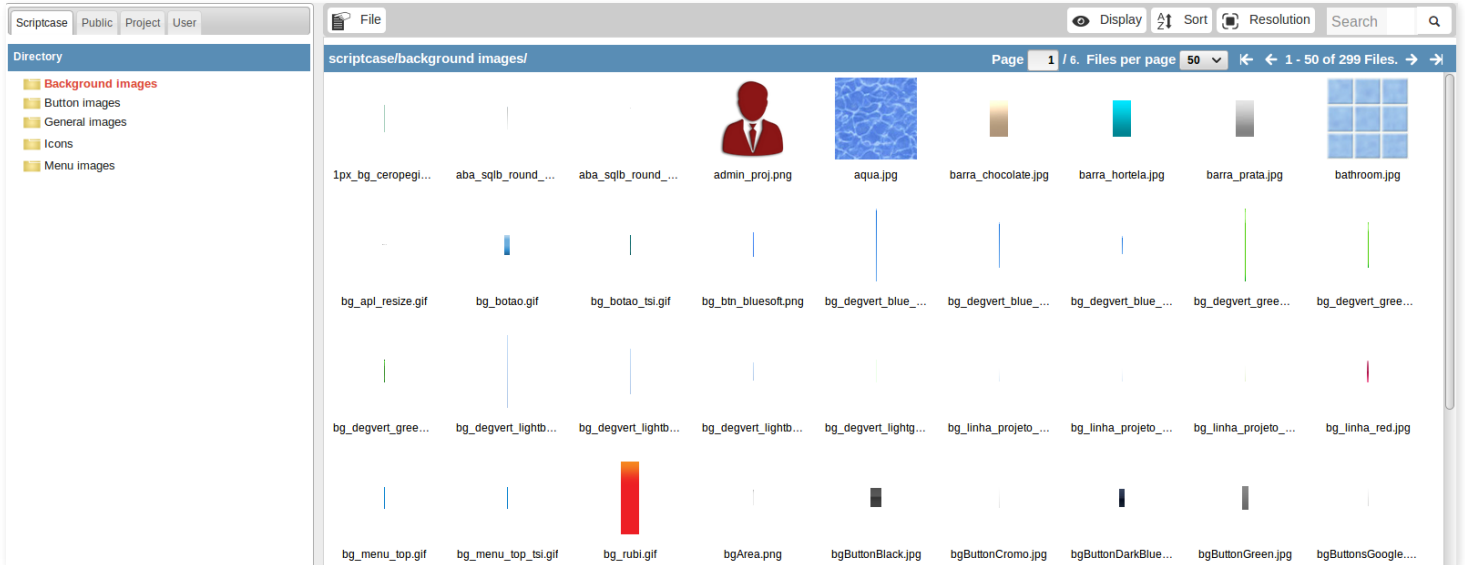 Scriptcase Public Project User
File Display Sort Resolution Search
Directory
scriptcase/background images/ Page 1 / 6. Files per page 50 1 - 50 of 299 Files.
Background images
Button images
General images
Icons
Menu images
1px_bg_ceropegi... aba_sqlb_round_... aba_sqlb_round_... admin_proj.png aqua.jpg barra_chocolate.jpg barra_hortela.jpg barra_prata.jpg bathroom.jpg
bg_apl_resize.gif bg_botao.gif bg_botao_tsi.gif bg_btn_bluesoft.png bg_degvert_blue_... bg_degvert_blue_... bg_degvert_blue_... bg_degvert_gree... bg_degvert_gree...
bg_degvert_gree... bg_degvert_lightb... bg_degvert_lightb... bg_degvert_lightb... bg_degvert_lightg... bg_linha_projeto_... bg_linha_projeto_... bg_linha_projeto_... bg_linha_red.jpg
bg_menu_top.gif bg_menu_top_tsi.gif bg_rubi.gif bgArea.png bgButtonBlack.jpg bgButtonCromo.jpg bgButtonDarkBlue... bgButtonGreen.jpg bgButtonsGoogle....